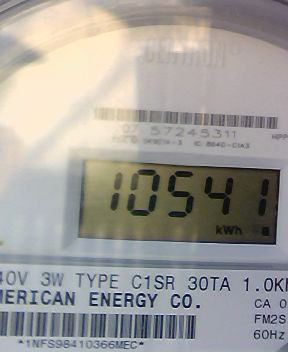 CENTRON
07 57245311
10541
kWh
40V 3W TYPE C1SR 30TA 1.0K
MERICAN ENERGY CO.
CA 0
FM2S
60Hz
*1NFS98410366MEC*